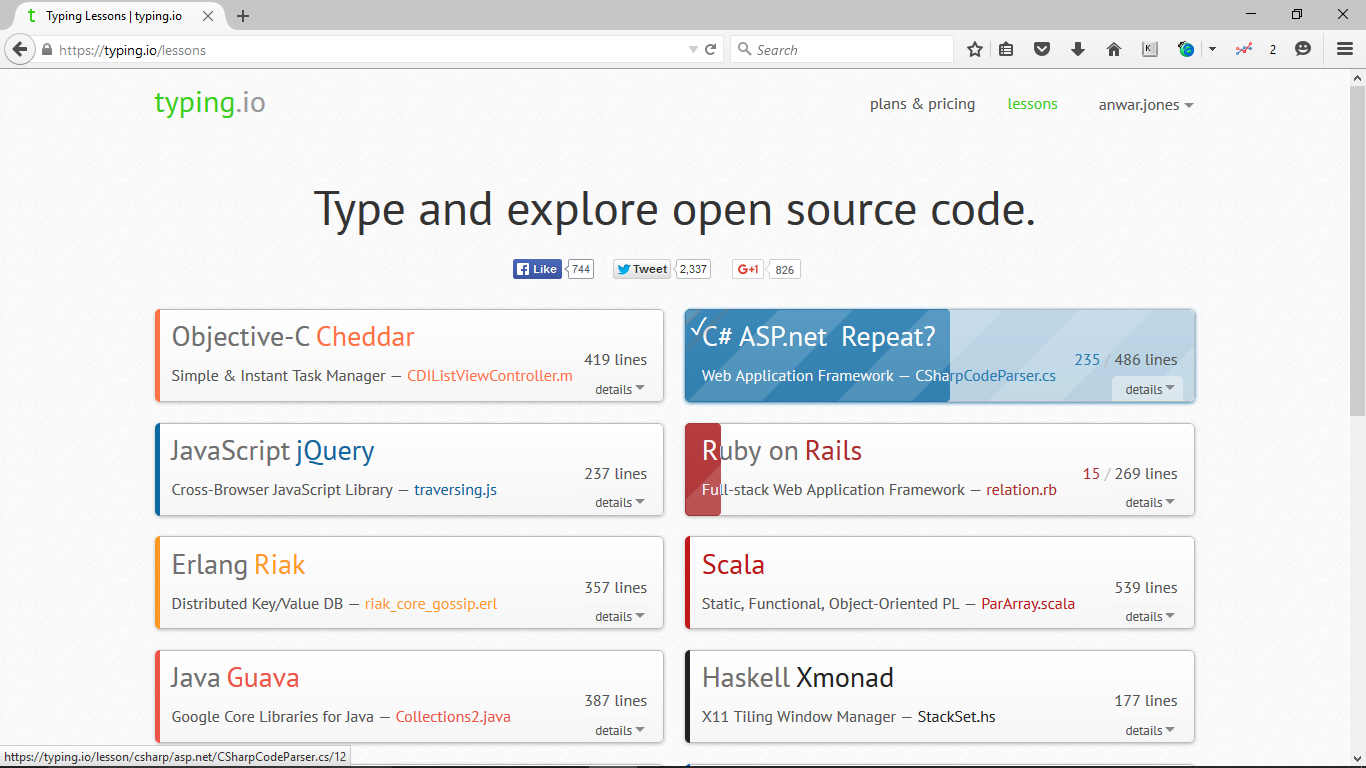 Typing Lessons | typing.io
https://typing.io/lessons
Search
2
typing.io
plans & pricing
lessons
anwar.jones
Type and explore open source code.
Like 744
Tweet 2,337
G+1 826
Objective-C Cheddar
419 lines
Simple & Instant Task Manager — CDIListViewController.m
details
C# ASP.net Repeat?
235 / 486 lines
Web Application Framework — CSharpCodeParser.cs
details
JavaScript jQuery
237 lines
Cross-Browser JavaScript Library — traversing.js
details
Ruby on Rails
15 / 269 lines
Full-stack Web Application Framework — relation.rb
details
Erlang Riak
357 lines
Distributed Key/Value DB — riak_core_gossip.erl
details
Scala
539 lines
Static, Functional, Object-Oriented PL — ParArray.scala
details
Java Guava
387 lines
Google Core Libraries for Java — Collections2.java
details
Haskell Xmonad
177 lines
X11 Tiling Window Manager — StackSet.hs
details
https://typing.io/lesson/csharp/asp.net/CSharpCodeParser.cs/12